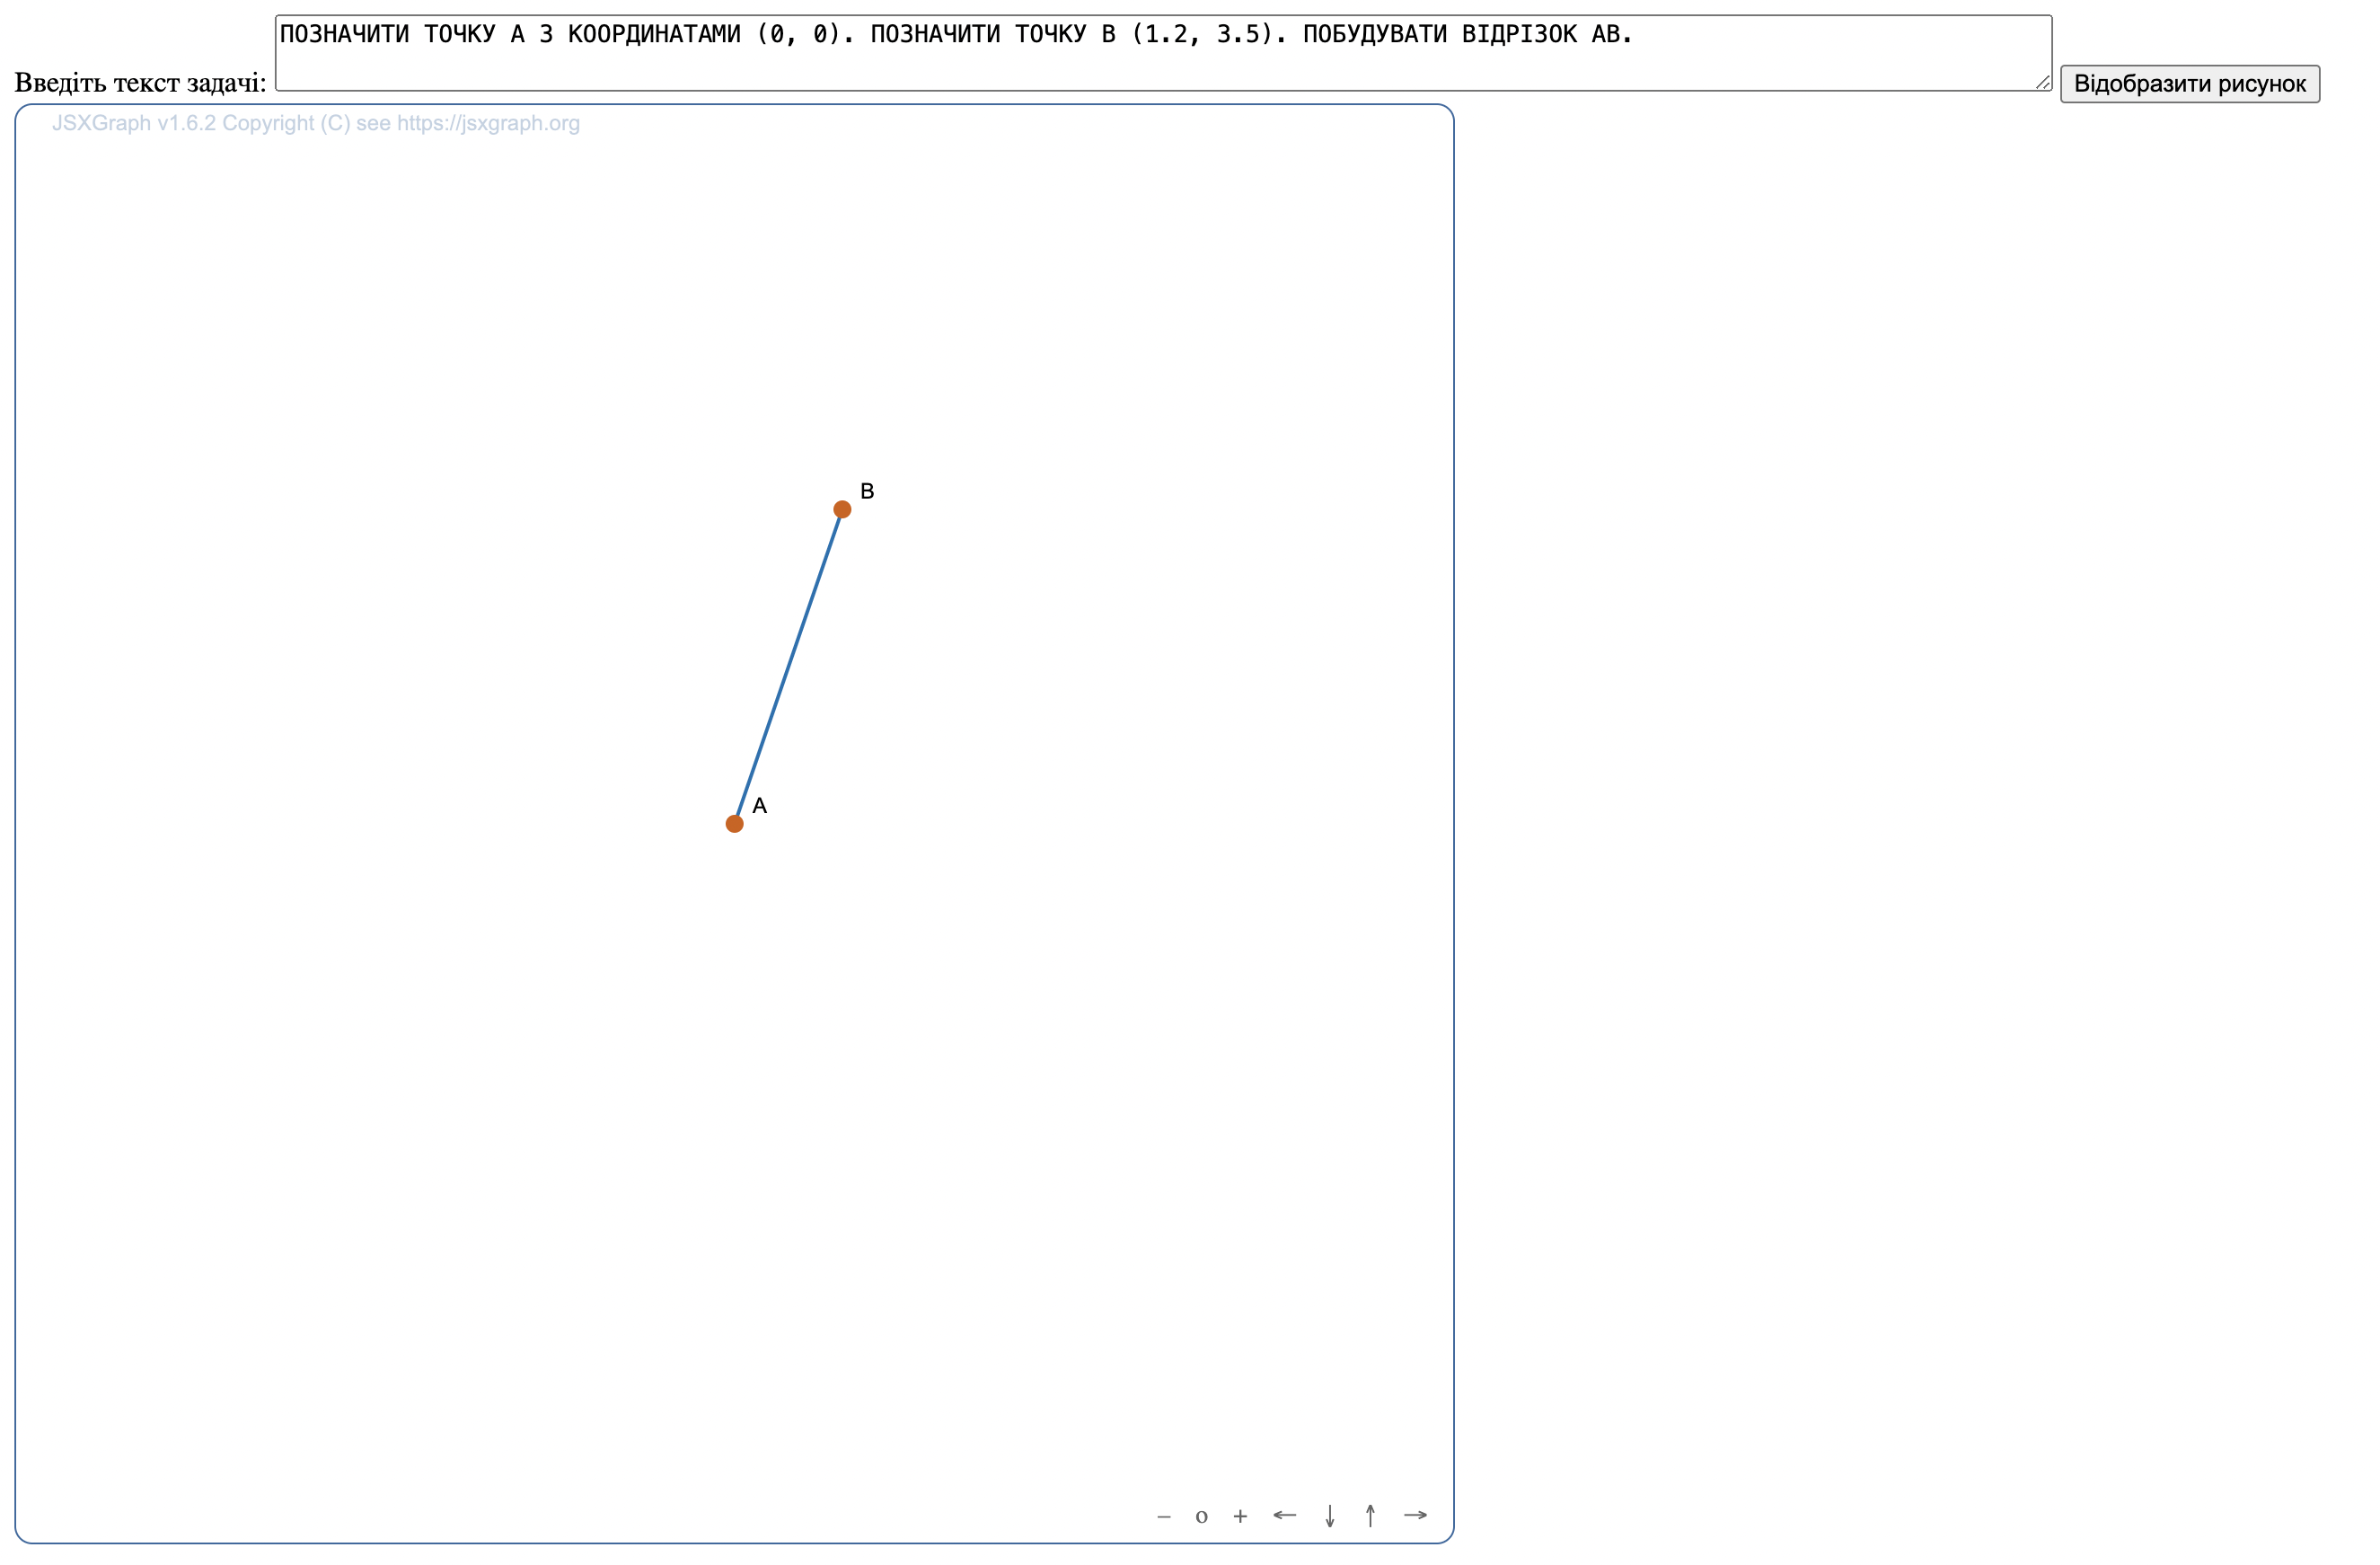 ПОЗНАЧИТИ ТОЧКУ А З КООРДИНАТАМИ (0, 0). ПОЗНАЧИТИ ТОЧКУ В (1.2, 3.5). ПОБУДУВАТИ ВІДРІЗОК АВ.
Введіть текст задачі:
Відобразити рисунок
JSXGraph v1.6.2 Copyright (C) see https://jsxgraph.org
В
А
– o + ← ↓ ↑ →